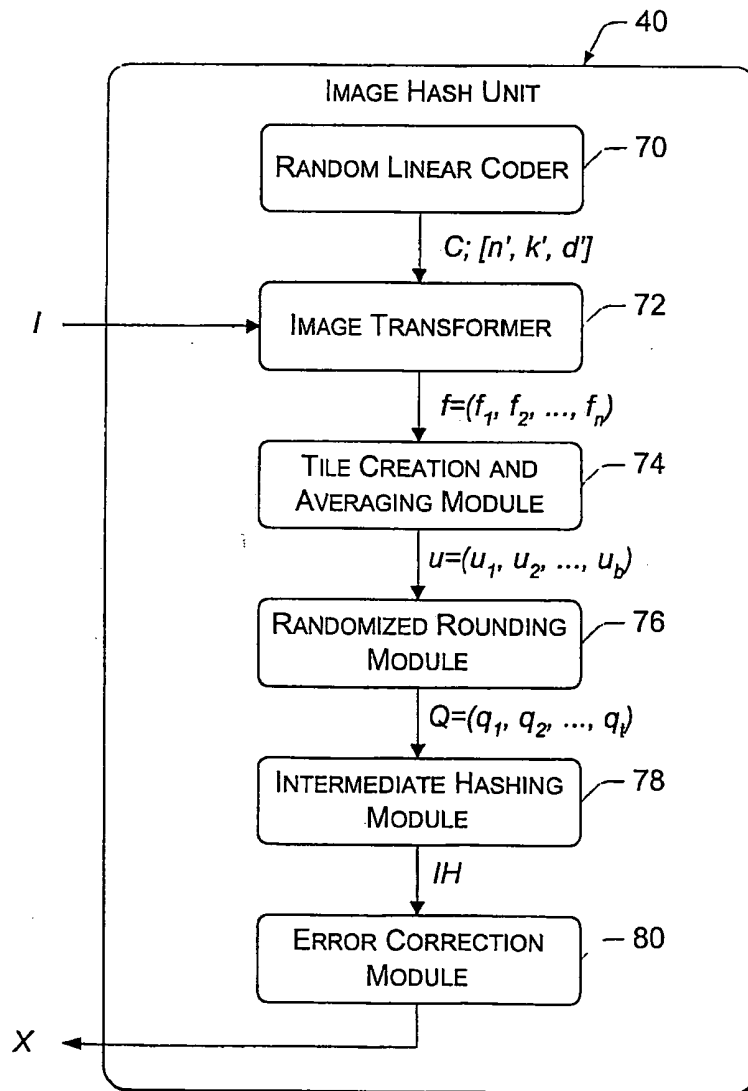 40
IMAGE HASH UNIT
RANDOM LINEAR CODER
70
C; [n', k', d']
I
IMAGE TRANSFORMER
72
f=(f1, f2, ..., fn)
TILE CREATION AND
AVERAGING MODULE
74
u=(u1, u2, ..., ub)
RANDOMIZED ROUNDING
MODULE
76
Q=(q1, q2, ..., qt)
INTERMEDIATE HASHING
MODULE
78
IH
ERROR CORRECTION
MODULE
80
X